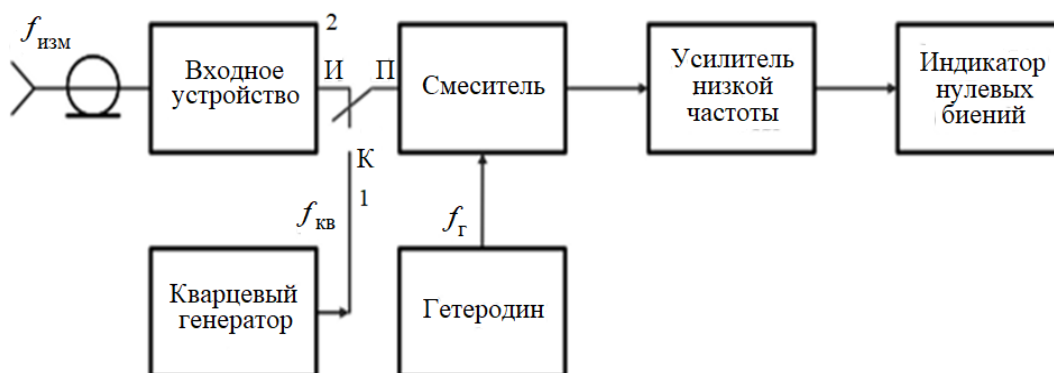 f изм
Входное
устройство
2
И
П
Смеситель
Усилитель
низкой
частоты
Индикатор
нулевых
биений
К
1
f кв
f г
Кварцевый
генератор
Гетеродин